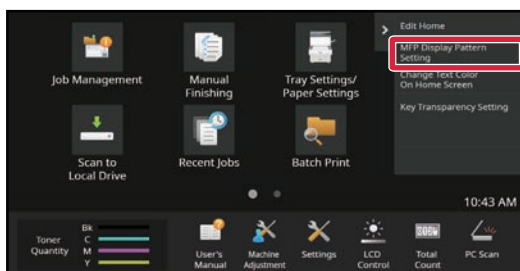 Edit Home
MFP Display Pattern
Setting
Change Text Color
On Home Screen
Key Transparency Setting
Job Management
Manual
Finishing
Tray Settings/
Paper Settings
Scan to
Local Drive
Recent Jobs
Batch Print
10:43 AM
Toner
Quantity
Bk
C
M
Y
User's
Manual
Machine
Adjustment
Settings
LCD
Control
Total
Count
PC Scan